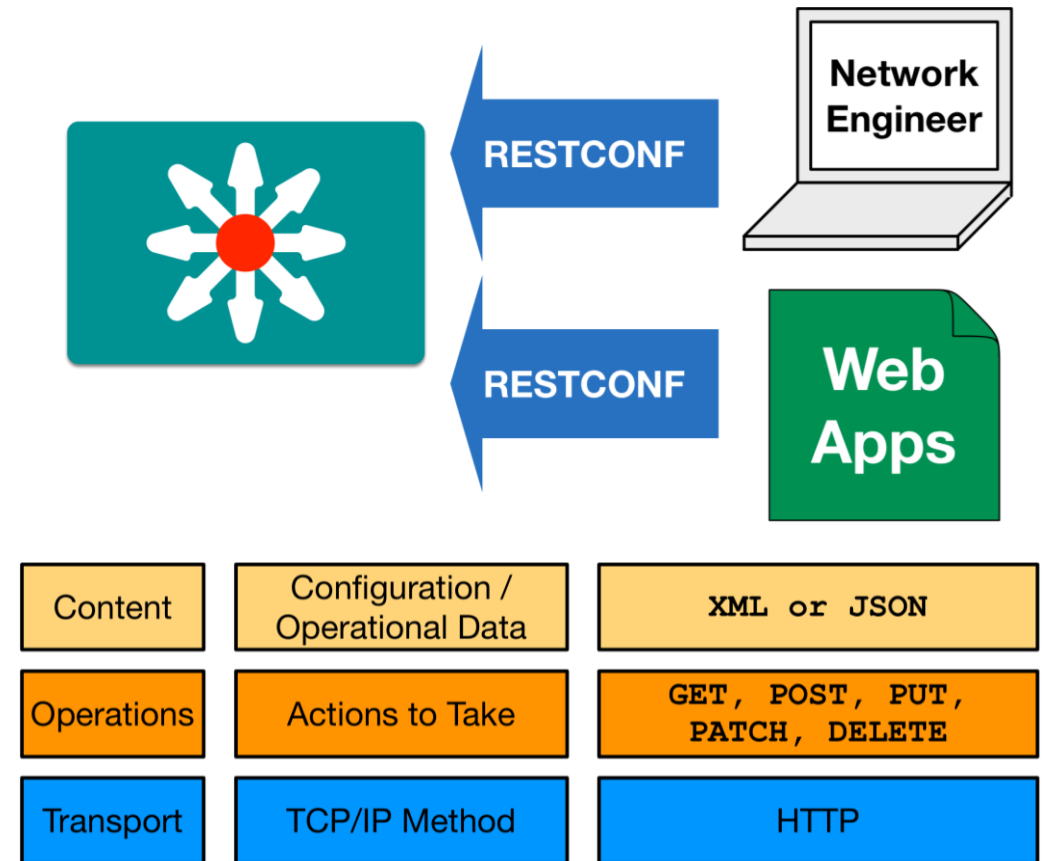 Network
Engineer
RESTCONF
RESTCONF
Web
Apps
Content
Configuration /
Operational Data
XML or JSON
Operations
Actions to Take
GET, POST, PUT,
PATCH, DELETE
Transport
TCP/IP Method
HTTP